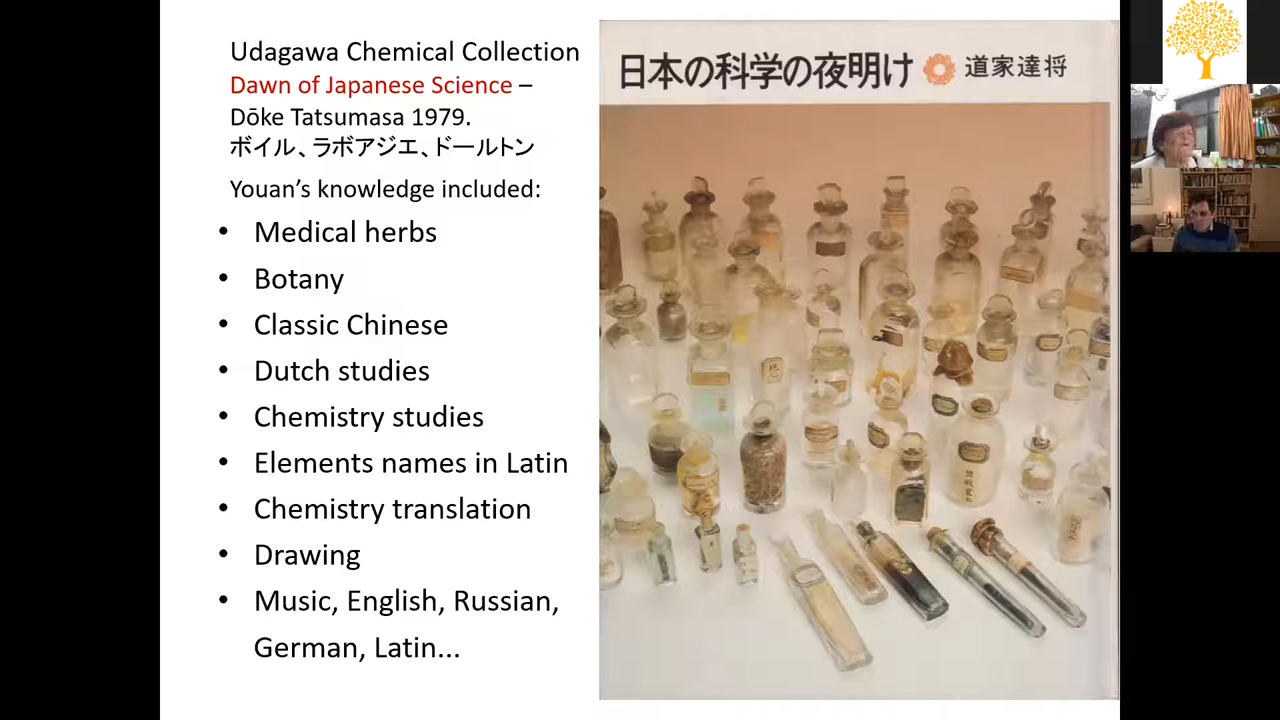 Udagawa Chemical Collection
Dawn of Japanese Science –
Dōke Tatsumasa 1979.
ボイル、ラボアジエ、ドールトン
Youan's knowledge included:
• Medical herbs
• Botany
• Classic Chinese
• Dutch studies
• Chemistry studies
• Elements names in Latin
• Chemistry translation
• Drawing
• Music, English, Russian,
German, Latin...
日本の科学の夜明け 道家達将